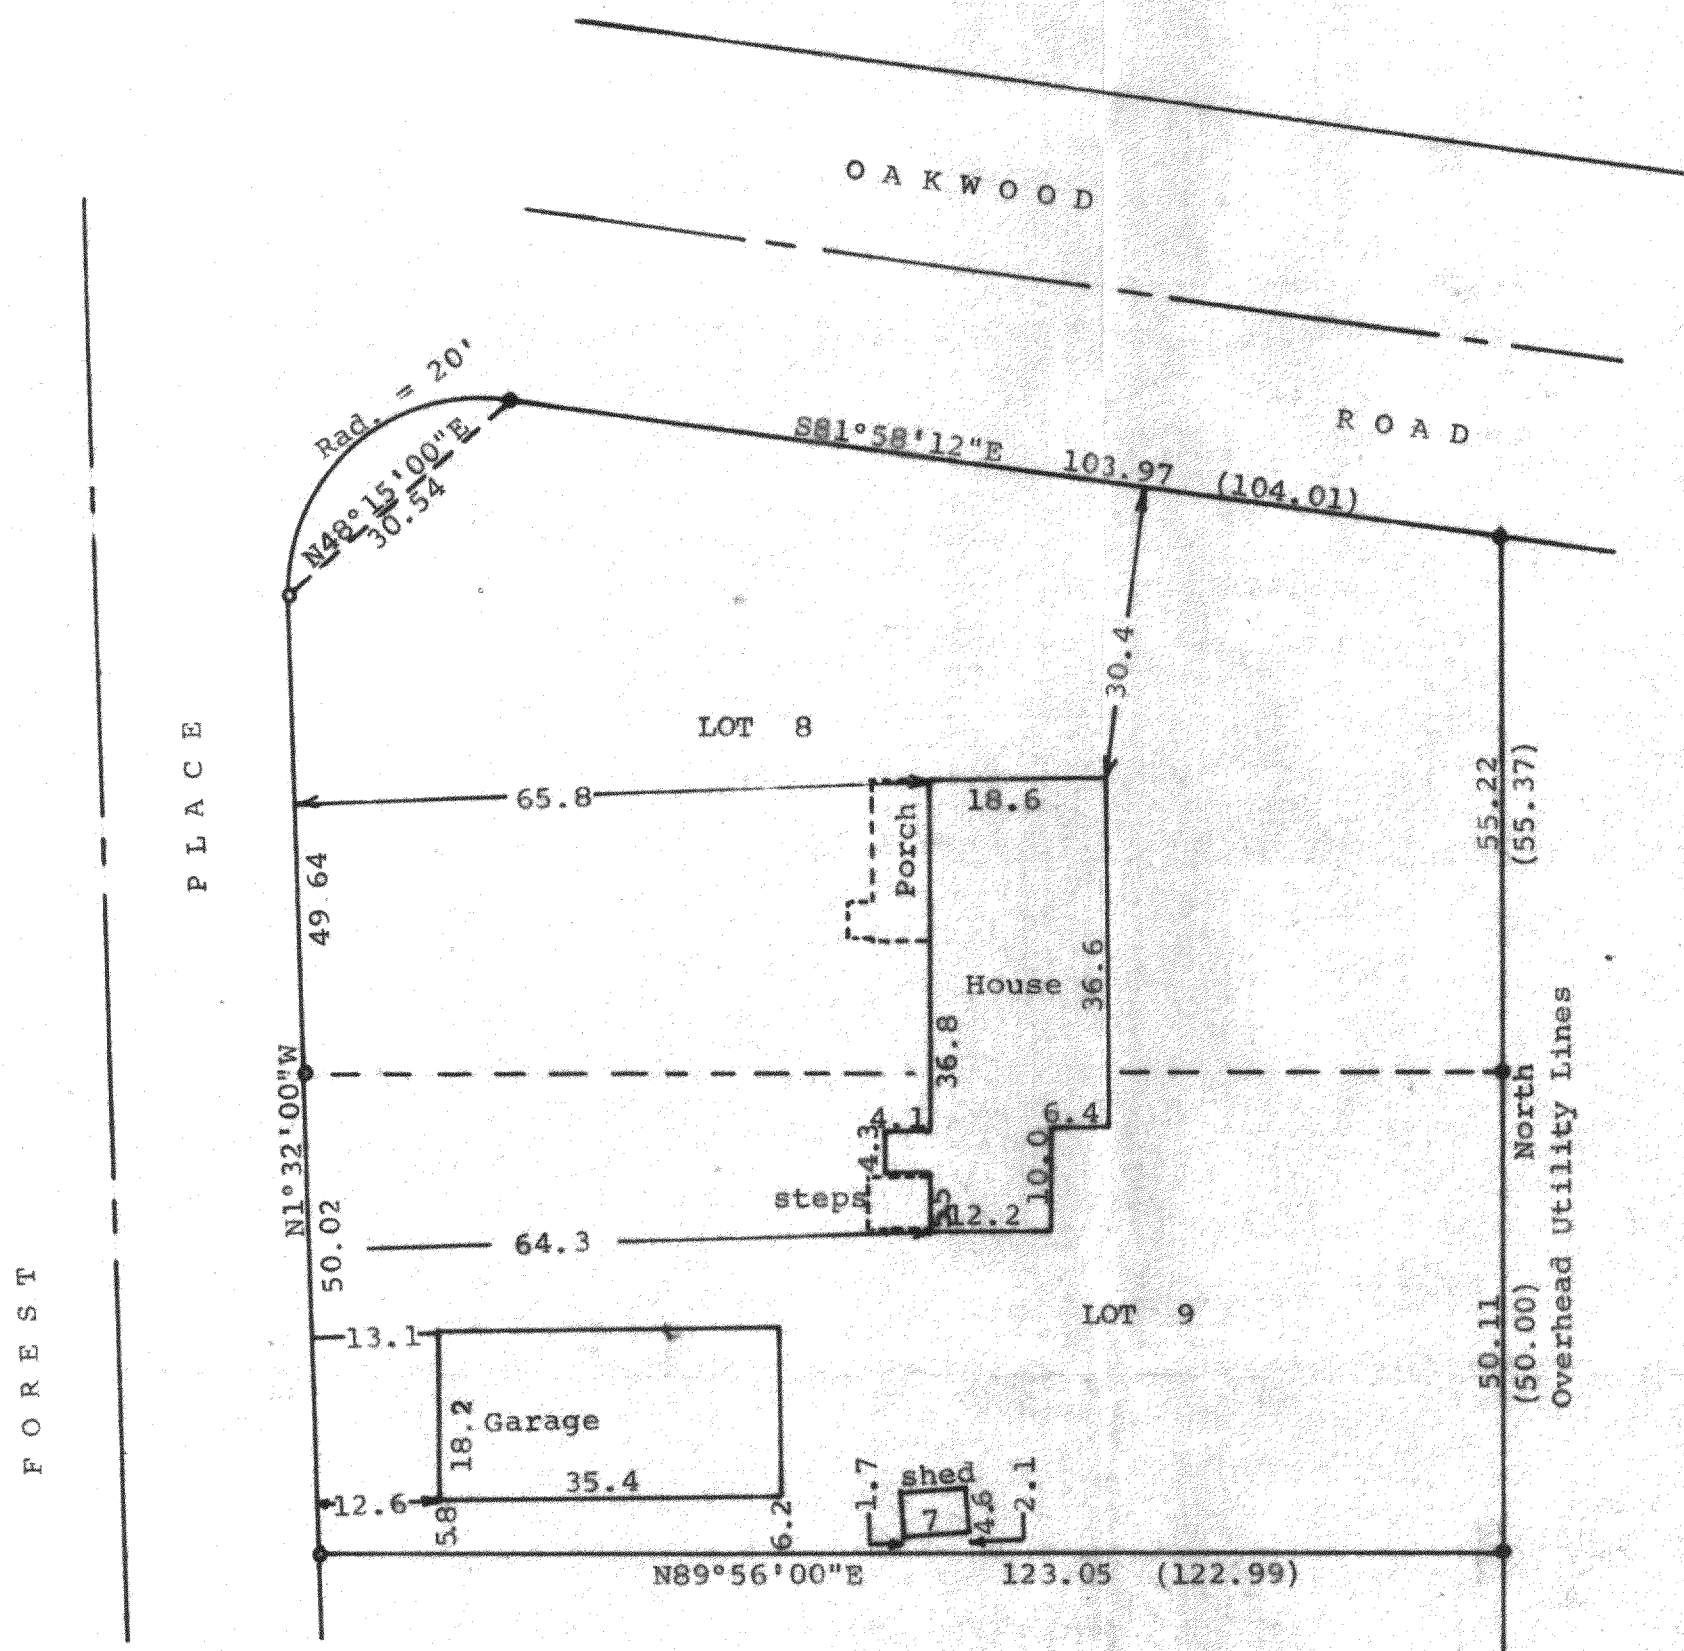 OAKWOOD
ROAD
Rad. = 20'
N48°15'00"E
30.54
S81°58'12"E 103.97 (104.01)
30.4
LOT 8
65.8
18.6
Porch
PLACE
49 64
55.22
(55.37)
House
36.6
36.8
N1°32'00"W
North
Overhead Utility Lines
4.1
4.3
6.4
10.0
steps
12.2
50.02
64.3
LOT 9
50.11
(50.00)
FOREST
13.1
18.2
Garage
35.4
12.6
5.8
6.2
1.7
shed
7
4.6
2.1
N89°56'00"E 123.05 (122.99)